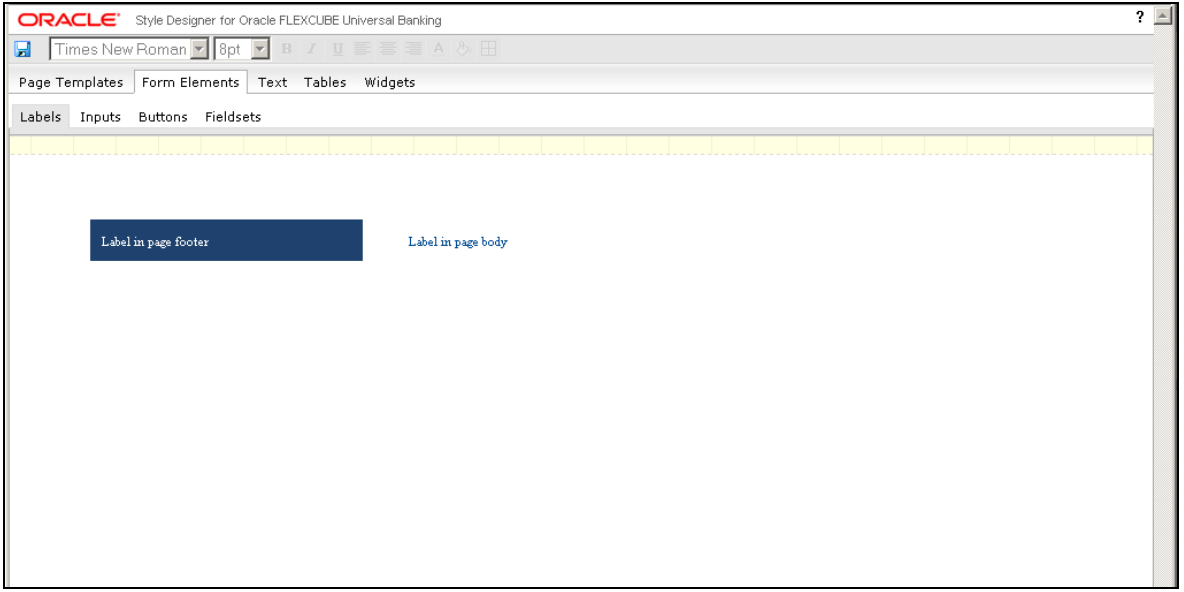 ORACLE® Style Designer for Oracle FLEXCUBE Universal Banking ?
Times New Roman 8pt B I U A
Page Templates Form Elements Text Tables Widgets
Labels Inputs Buttons Fieldsets
Label in page footer Label in page body